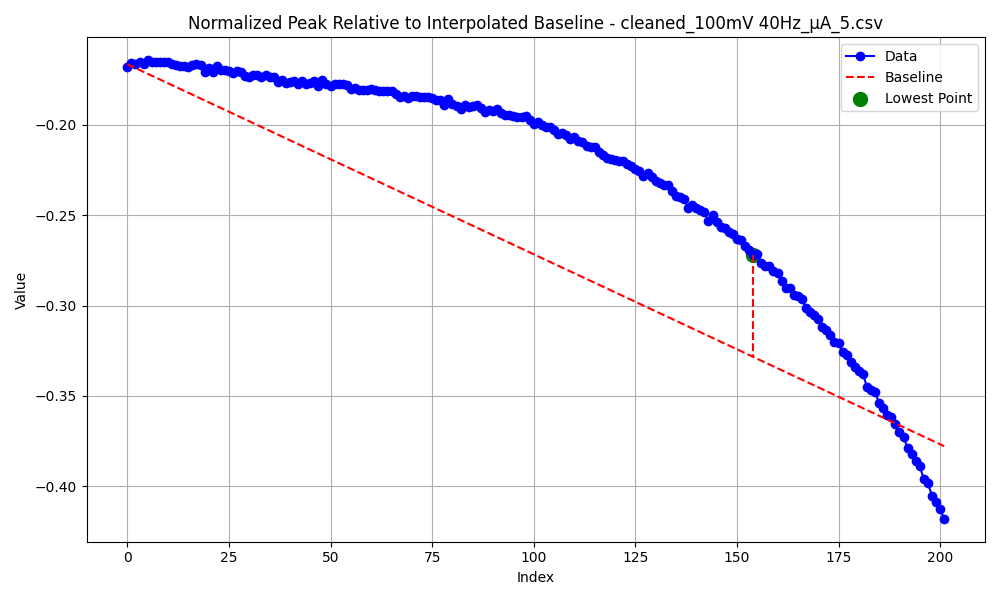 Normalized Peak Relative to Interpolated Baseline - cleaned_100mV 40Hz_μA_5.csv
Data
Baseline
Lowest Point
Value
−0.20
−0.25
−0.30
−0.35
−0.40
0 25 50 75 100 125 150 175 200
Index